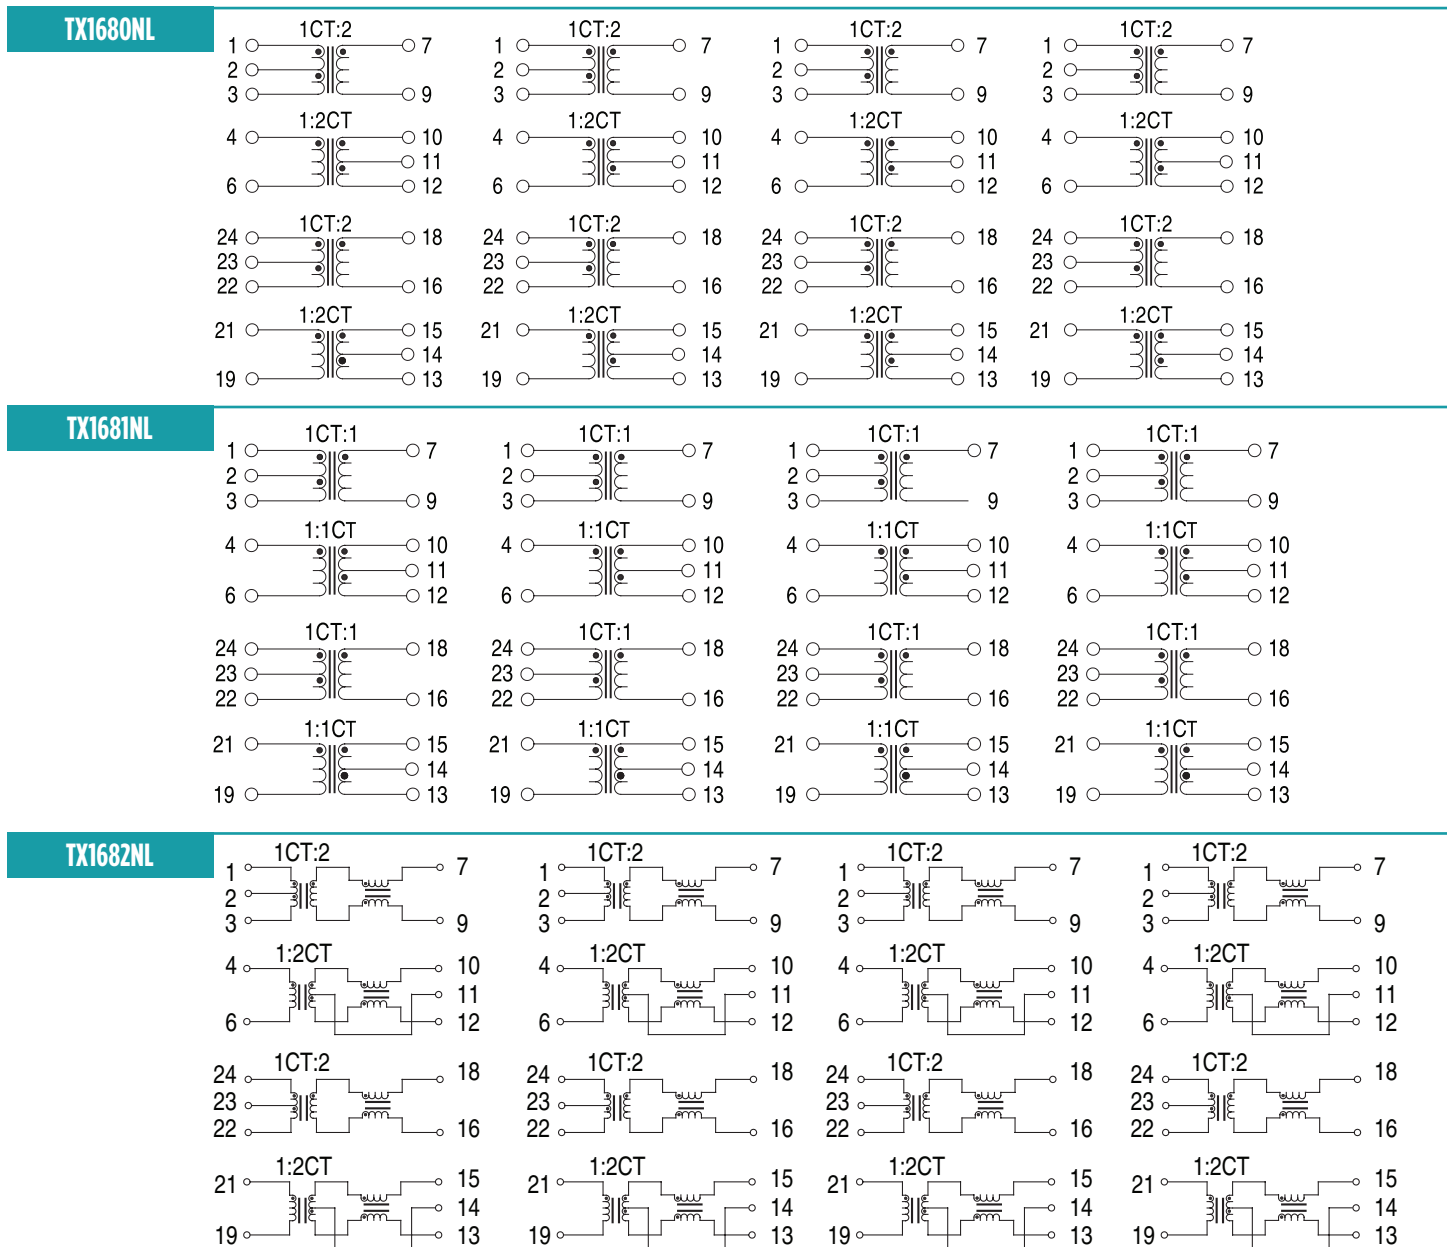 TX1680NL
1CT:2 1CT:2 1CT:2 1CT:2
1 7 1 7 1 7 1 7
2 2 2 2
3 9 3 9 3 9 3 9
1:2CT 1:2CT 1:2CT 1:2CT
4 10 4 10 4 10 4 10
11 11 11 11
6 12 6 12 6 12 6 12
1CT:2 1CT:2 1CT:2 1CT:2
24 18 24 18 24 18 24 18
23 23 23 23
22 16 22 16 22 16 22 16
1:2CT 1:2CT 1:2CT 1:2CT
21 15 21 15 21 15 21 15
14 14 14 14
19 13 19 13 19 13 19 13
TX1681NL
1CT:1 1CT:1 1CT:1 1CT:1
1 7 1 7 1 7 1 7
2 2 2 2
3 9 3 9 3 9 3 9
1:1CT 1:1CT 1:1CT 1:1CT
4 10 4 10 4 10 4 10
11 11 11 11
6 12 6 12 6 12 6 12
1CT:1 1CT:1 1CT:1 1CT:1
24 18 24 18 24 18 24 18
23 23 23 23
22 16 22 16 22 16 22 16
1:1CT 1:1CT 1:1CT 1:1CT
21 15 21 15 21 15 21 15
14 14 14 14
19 13 19 13 19 13 19 13
TX1682NL
1CT:2 1CT:2 1CT:2 1CT:2
1 7 1 7 1 7 1 7
2 2 2 2
3 9 3 9 3 9 3 9
1:2CT 1:2CT 1:2CT 1:2CT
4 10 4 10 4 10 4 10
11 11 11 11
6 12 6 12 6 12 6 12
1CT:2 1CT:2 1CT:2 1CT:2
24 18 24 18 24 18 24 18
23 23 23 23
22 16 22 16 22 16 22 16
1:2CT 1:2CT 1:2CT 1:2CT
21 15 21 15 21 15 21 15
14 14 14 14
19 13 19 13 19 13 19 13